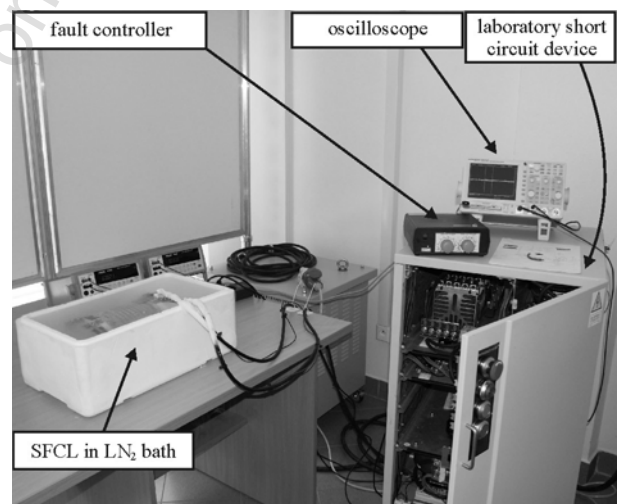 fault controller
oscilloscope
laboratory short
circuit device
SFCL in LN₂ bath